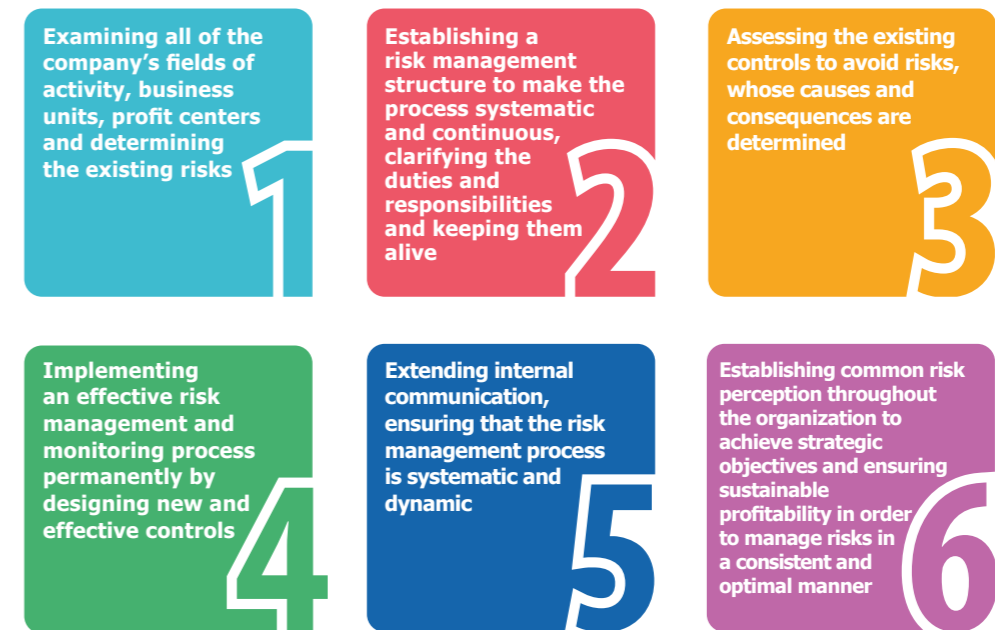 Examining all of the
company’s fields of
activity, business
units, profit centers
and determining
the existing risks
1
Establishing a
risk management
structure to make the
process systematic
and continuous,
clarifying the
duties and
responsibilities
and keeping them
alive
2
Assessing the existing
controls to avoid risks,
whose causes and
consequences are
determined
3
Implementing
an effective risk
management and
monitoring process
permanently by
designing new and
effective controls
4
Extending internal
communication,
ensuring that the risk
management process
is systematic and
dynamic
5
Establishing common risk
perception throughout
the organization to
achieve strategic
objectives and ensuring
sustainable
profitability in order
to manage risks in
a consistent and
optimal manner
6